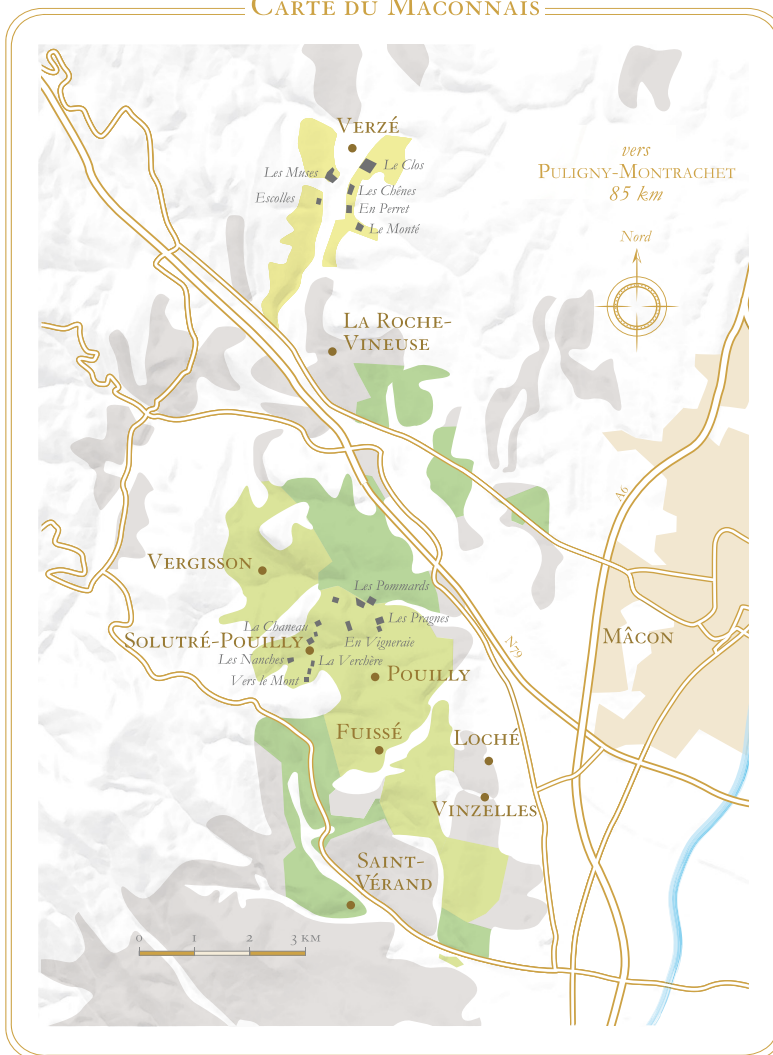 CARTE DU MACONNAIS
VERZÉ
Le Clos
Les Muses
Les Chênes
Escolles
En Perret
Le Monté
vers
PULIGNY-MONTRACHET
85 km
Nord
LA ROCHE-
VINEUSE
A6
VERGISSON
Les Pommards
La Chaneau
Les Pragnes
SOLUTRÉ-POUILLY
En Vigneraie
Les Nanches
La Verchère
Vers le Mont
POUILLY
N79
MÂCON
FUISSÉ
LOCHÉ
VINZELLES
SAINT-
VÉRAND
0 1 2 3 KM